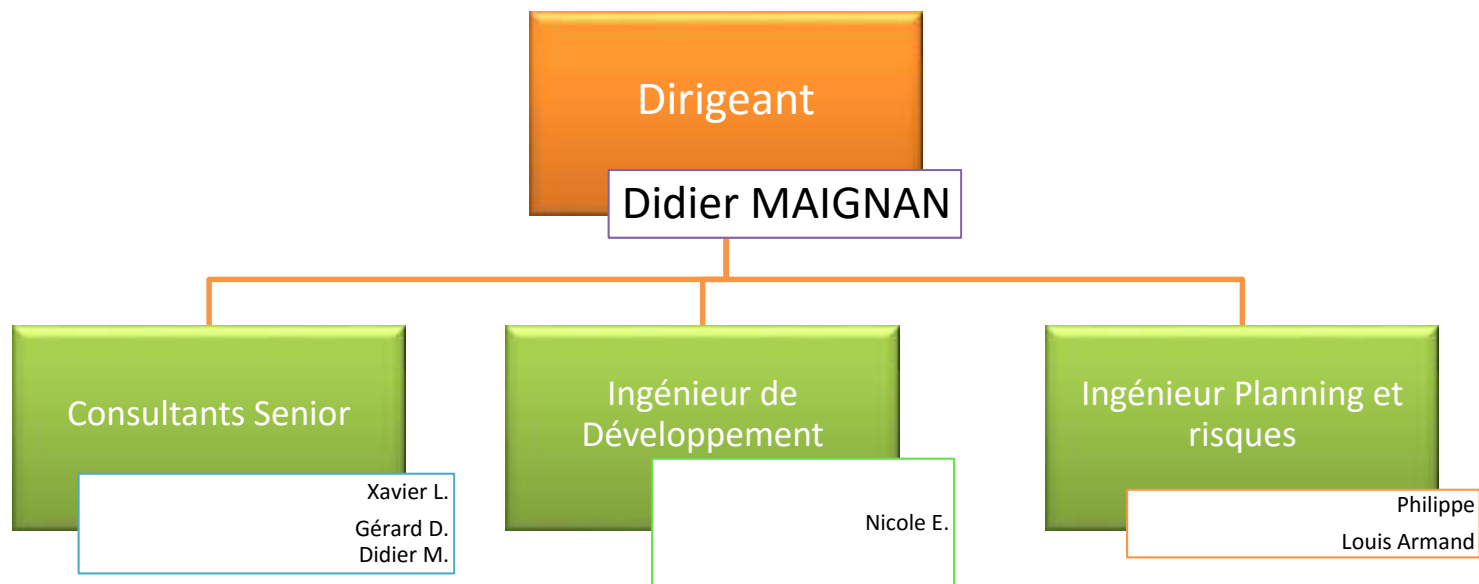 Dirigeant
Didier MAIGNAN
Consultants Senior
Xavier L.
Gérard D.
Didier M.
Ingénieur de
Développement
Nicole E.
Ingénieur Planning et
risques
Philippe
Louis Armand